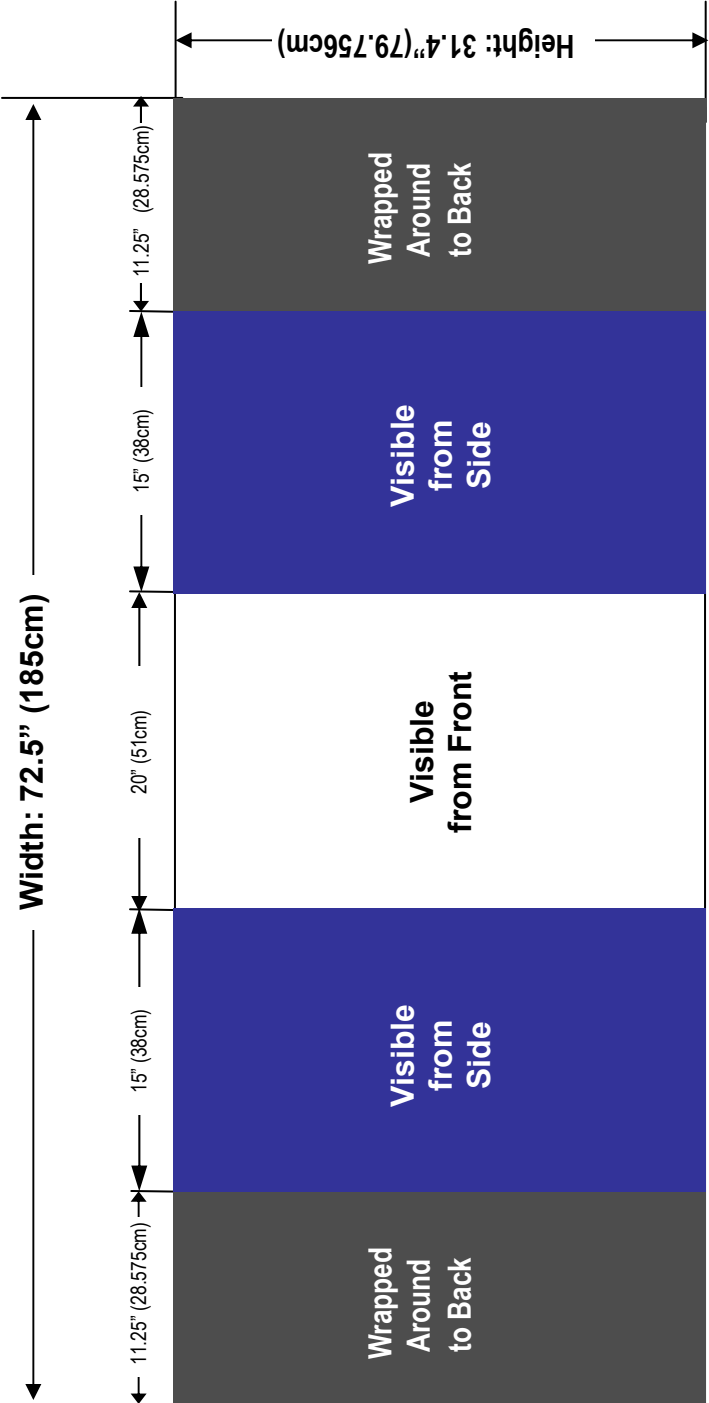 Width: 72.5” (185cm)
11.25” (28.575cm)
15” (38cm)
20” (51cm)
15” (38cm)
11.25” (28.575cm)
Wrapped
Around
to Back
Visible
from
Side
Visible
from Front
Visible
from
Side
Wrapped
Around
to Back
Height: 31.4”(79.756cm)